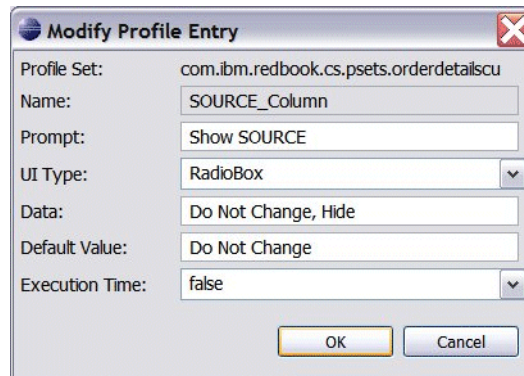 Modify Profile Entry
Profile Set: com.ibm.redbook.cs.psets.orderdetailscu
Name: SOURCE_Column
Prompt: Show SOURCE
UI Type: RadioBox
Data: Do Not Change, Hide
Default Value: Do Not Change
Execution Time: false
OK Cancel